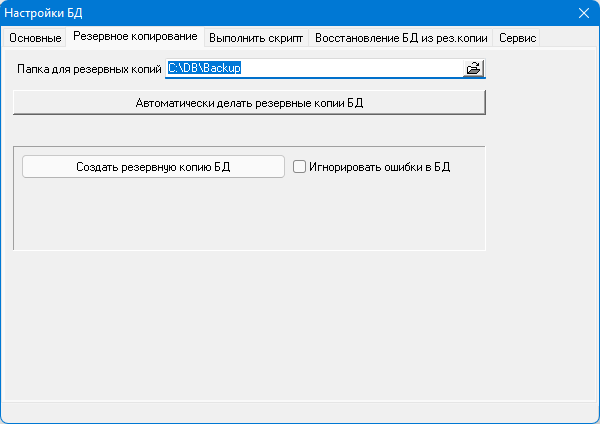 Настройки БД
Основные Резервное копирование Выполнить скрипт Восстановление БД из рез.копии Сервис
Папка для резервных копий C:\DB\Backup
Автоматически делать резервные копии БД
Создать резервную копию БД Игнорировать ошибки в БД